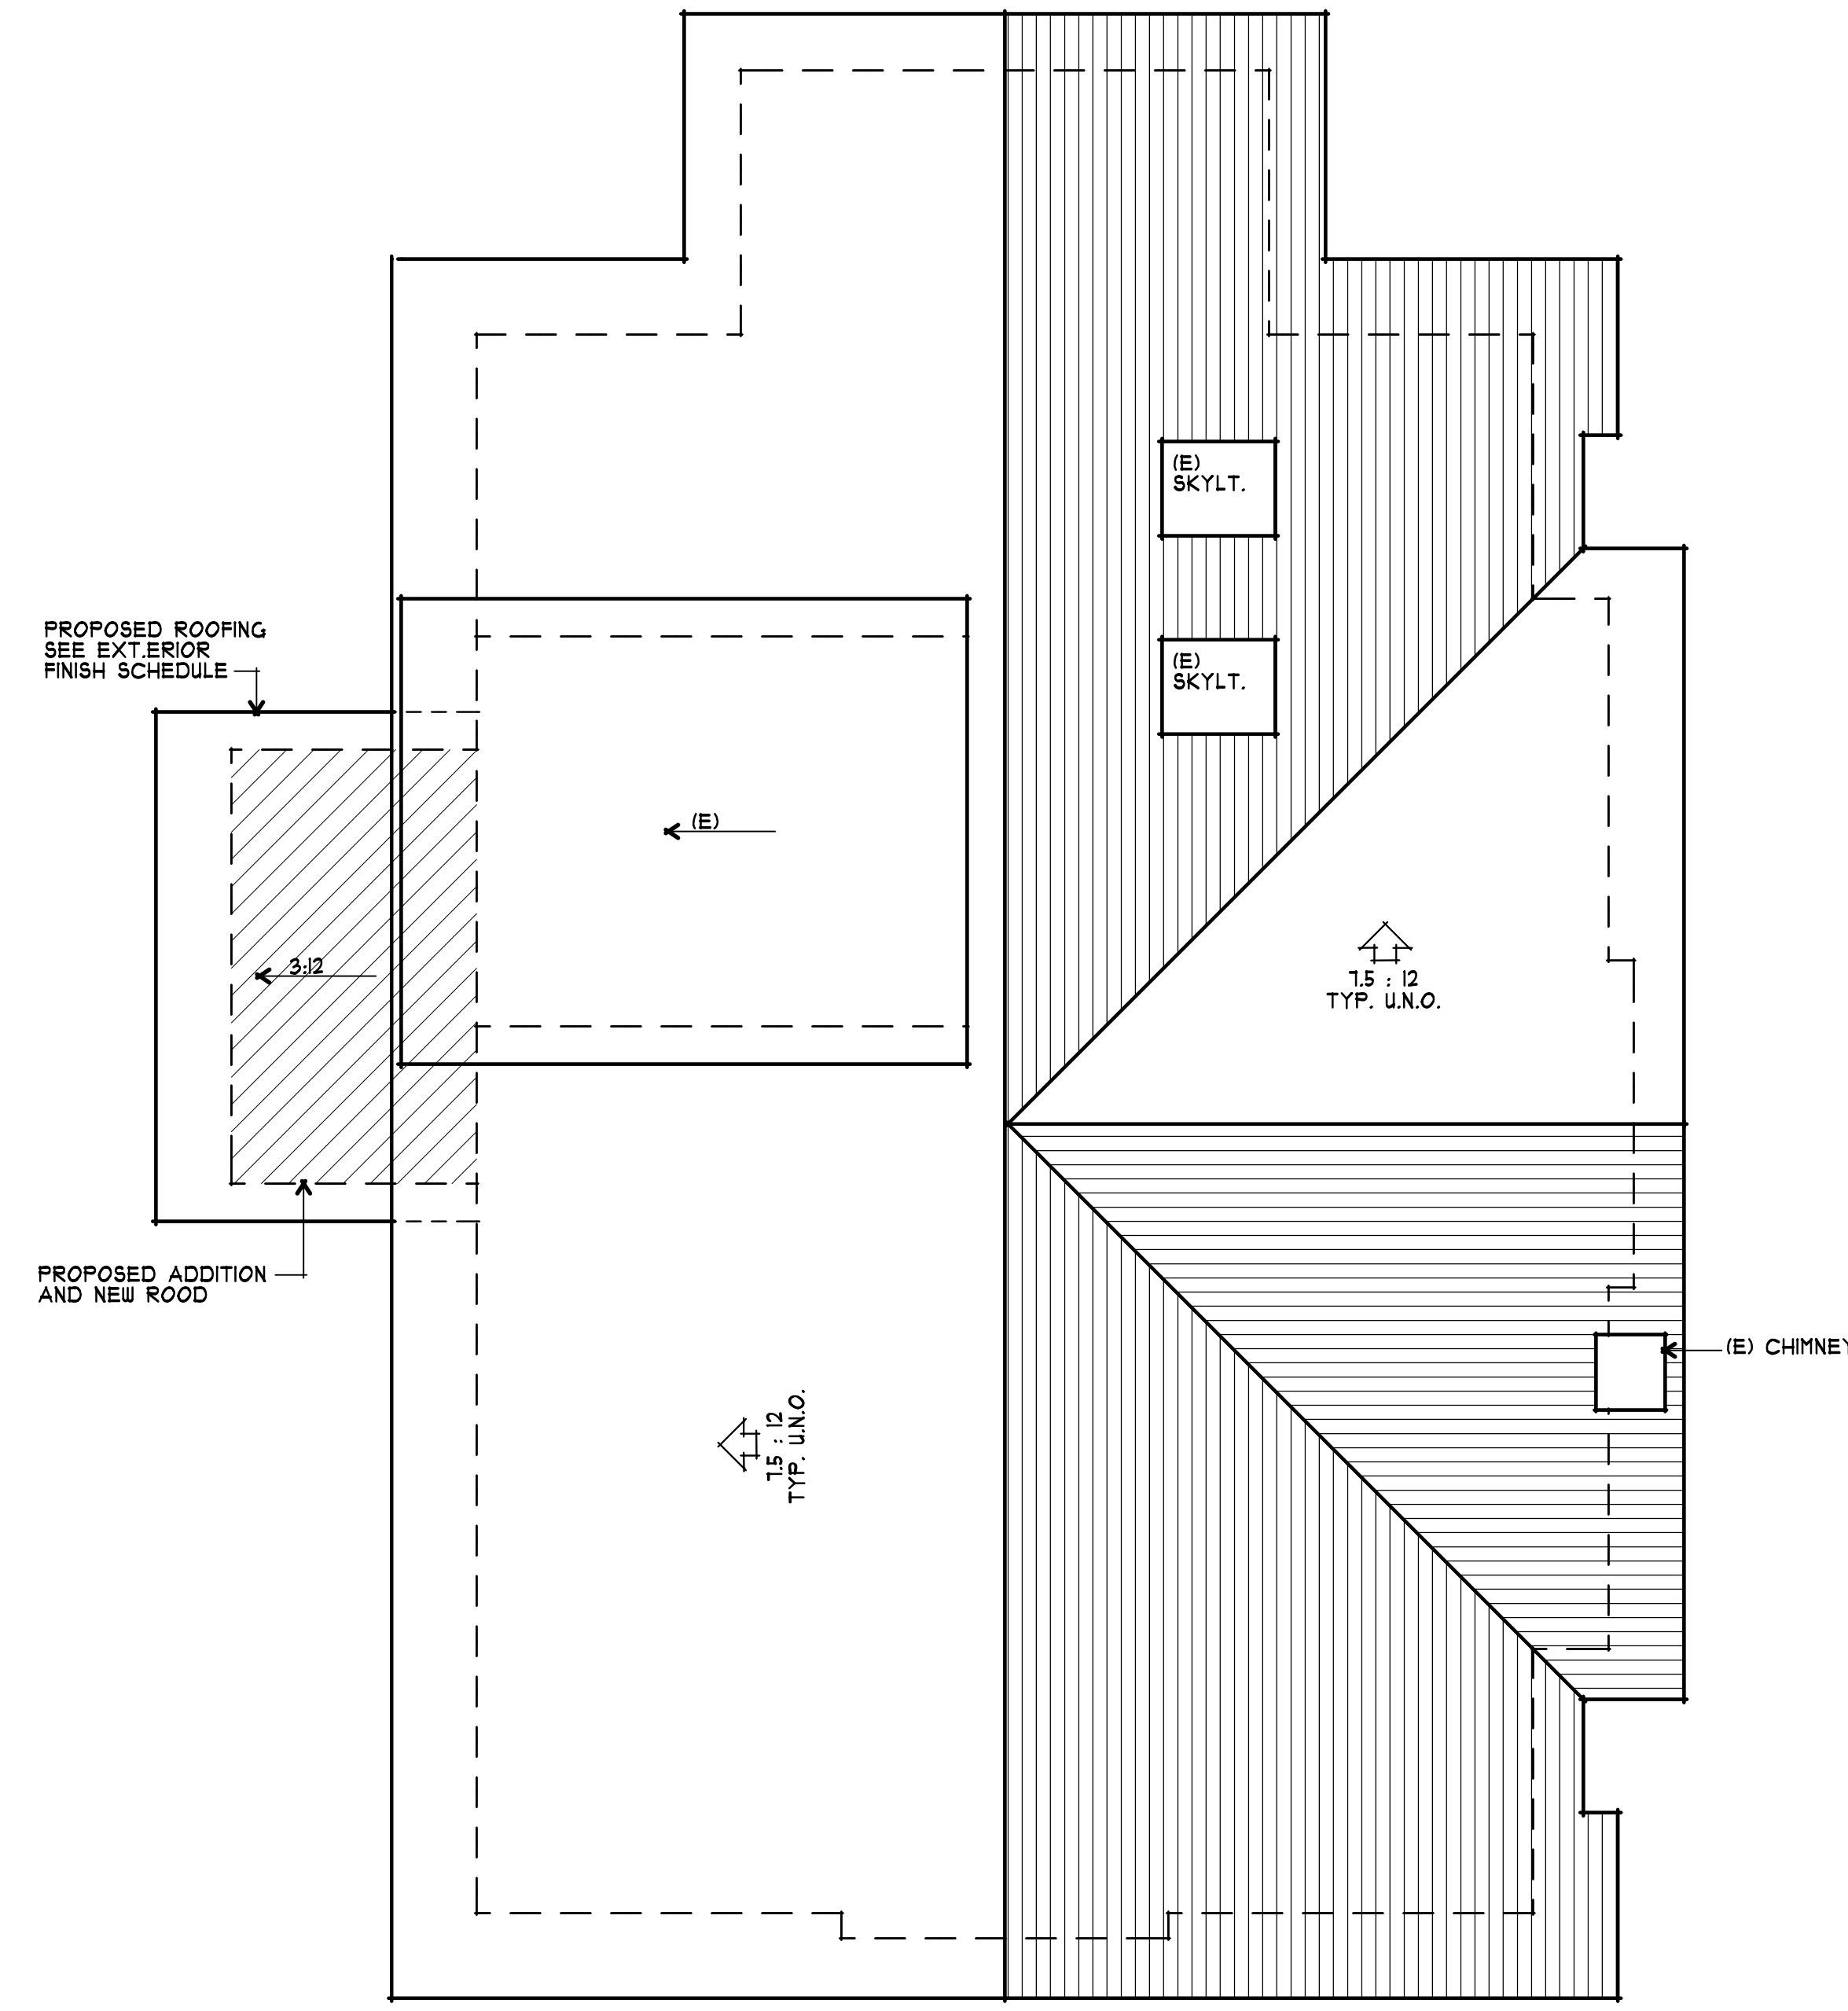 (E)
SKYLT.
PROPOSED ROOFING
SEE EXT.ERIOR
FINISH SCHEDULE
(E)
SKYLT.
(E)
3:12
7.5 : 12
TYP. U.N.O.
PROPOSED ADDITION
AND NEW ROOD
(E) CHIMNEY
7.5 : 12
TYP. U.N.O.